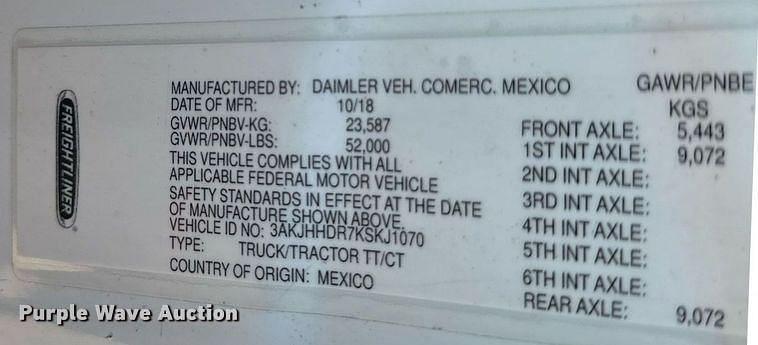 FREIGHTLINER
MANUFACTURED BY: DAIMLER VEH. COMERC. MEXICO
DATE OF MFR: 10/18
GVWR/PNBV-KG: 23,587
GVWR/PNBV-LBS: 52,000
THIS VEHICLE COMPLIES WITH ALL
APPLICABLE FEDERAL MOTOR VEHICLE
SAFETY STANDARDS IN EFFECT AT THE DATE
OF MANUFACTURE SHOWN ABOVE.
VEHICLE ID NO: 3AKJHHDR7KSKJ1070
TYPE: TRUCK/TRACTOR TT/CT
COUNTRY OF ORIGIN: MEXICO
GAWR/PNBE
KGS
FRONT AXLE: 5,443
1ST INT AXLE: 9,072
2ND INT AXLE:
3RD INT AXLE:
4TH INT AXLE:
5TH INT AXLE:
6TH INT AXLE:
REAR AXLE: 9,072
Purple Wave Auction